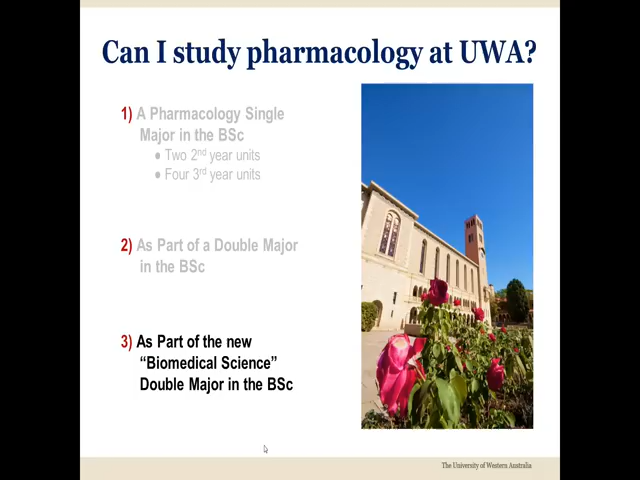 Can I study pharmacology at UWA?
1) A Pharmacology Single
Major in the BSc
● Two 2nd year units
● Four 3rd year units
2) As Part of a Double Major
in the BSc
3) As Part of the new
“Biomedical Science”
Double Major in the BSc
The University of Western Australia